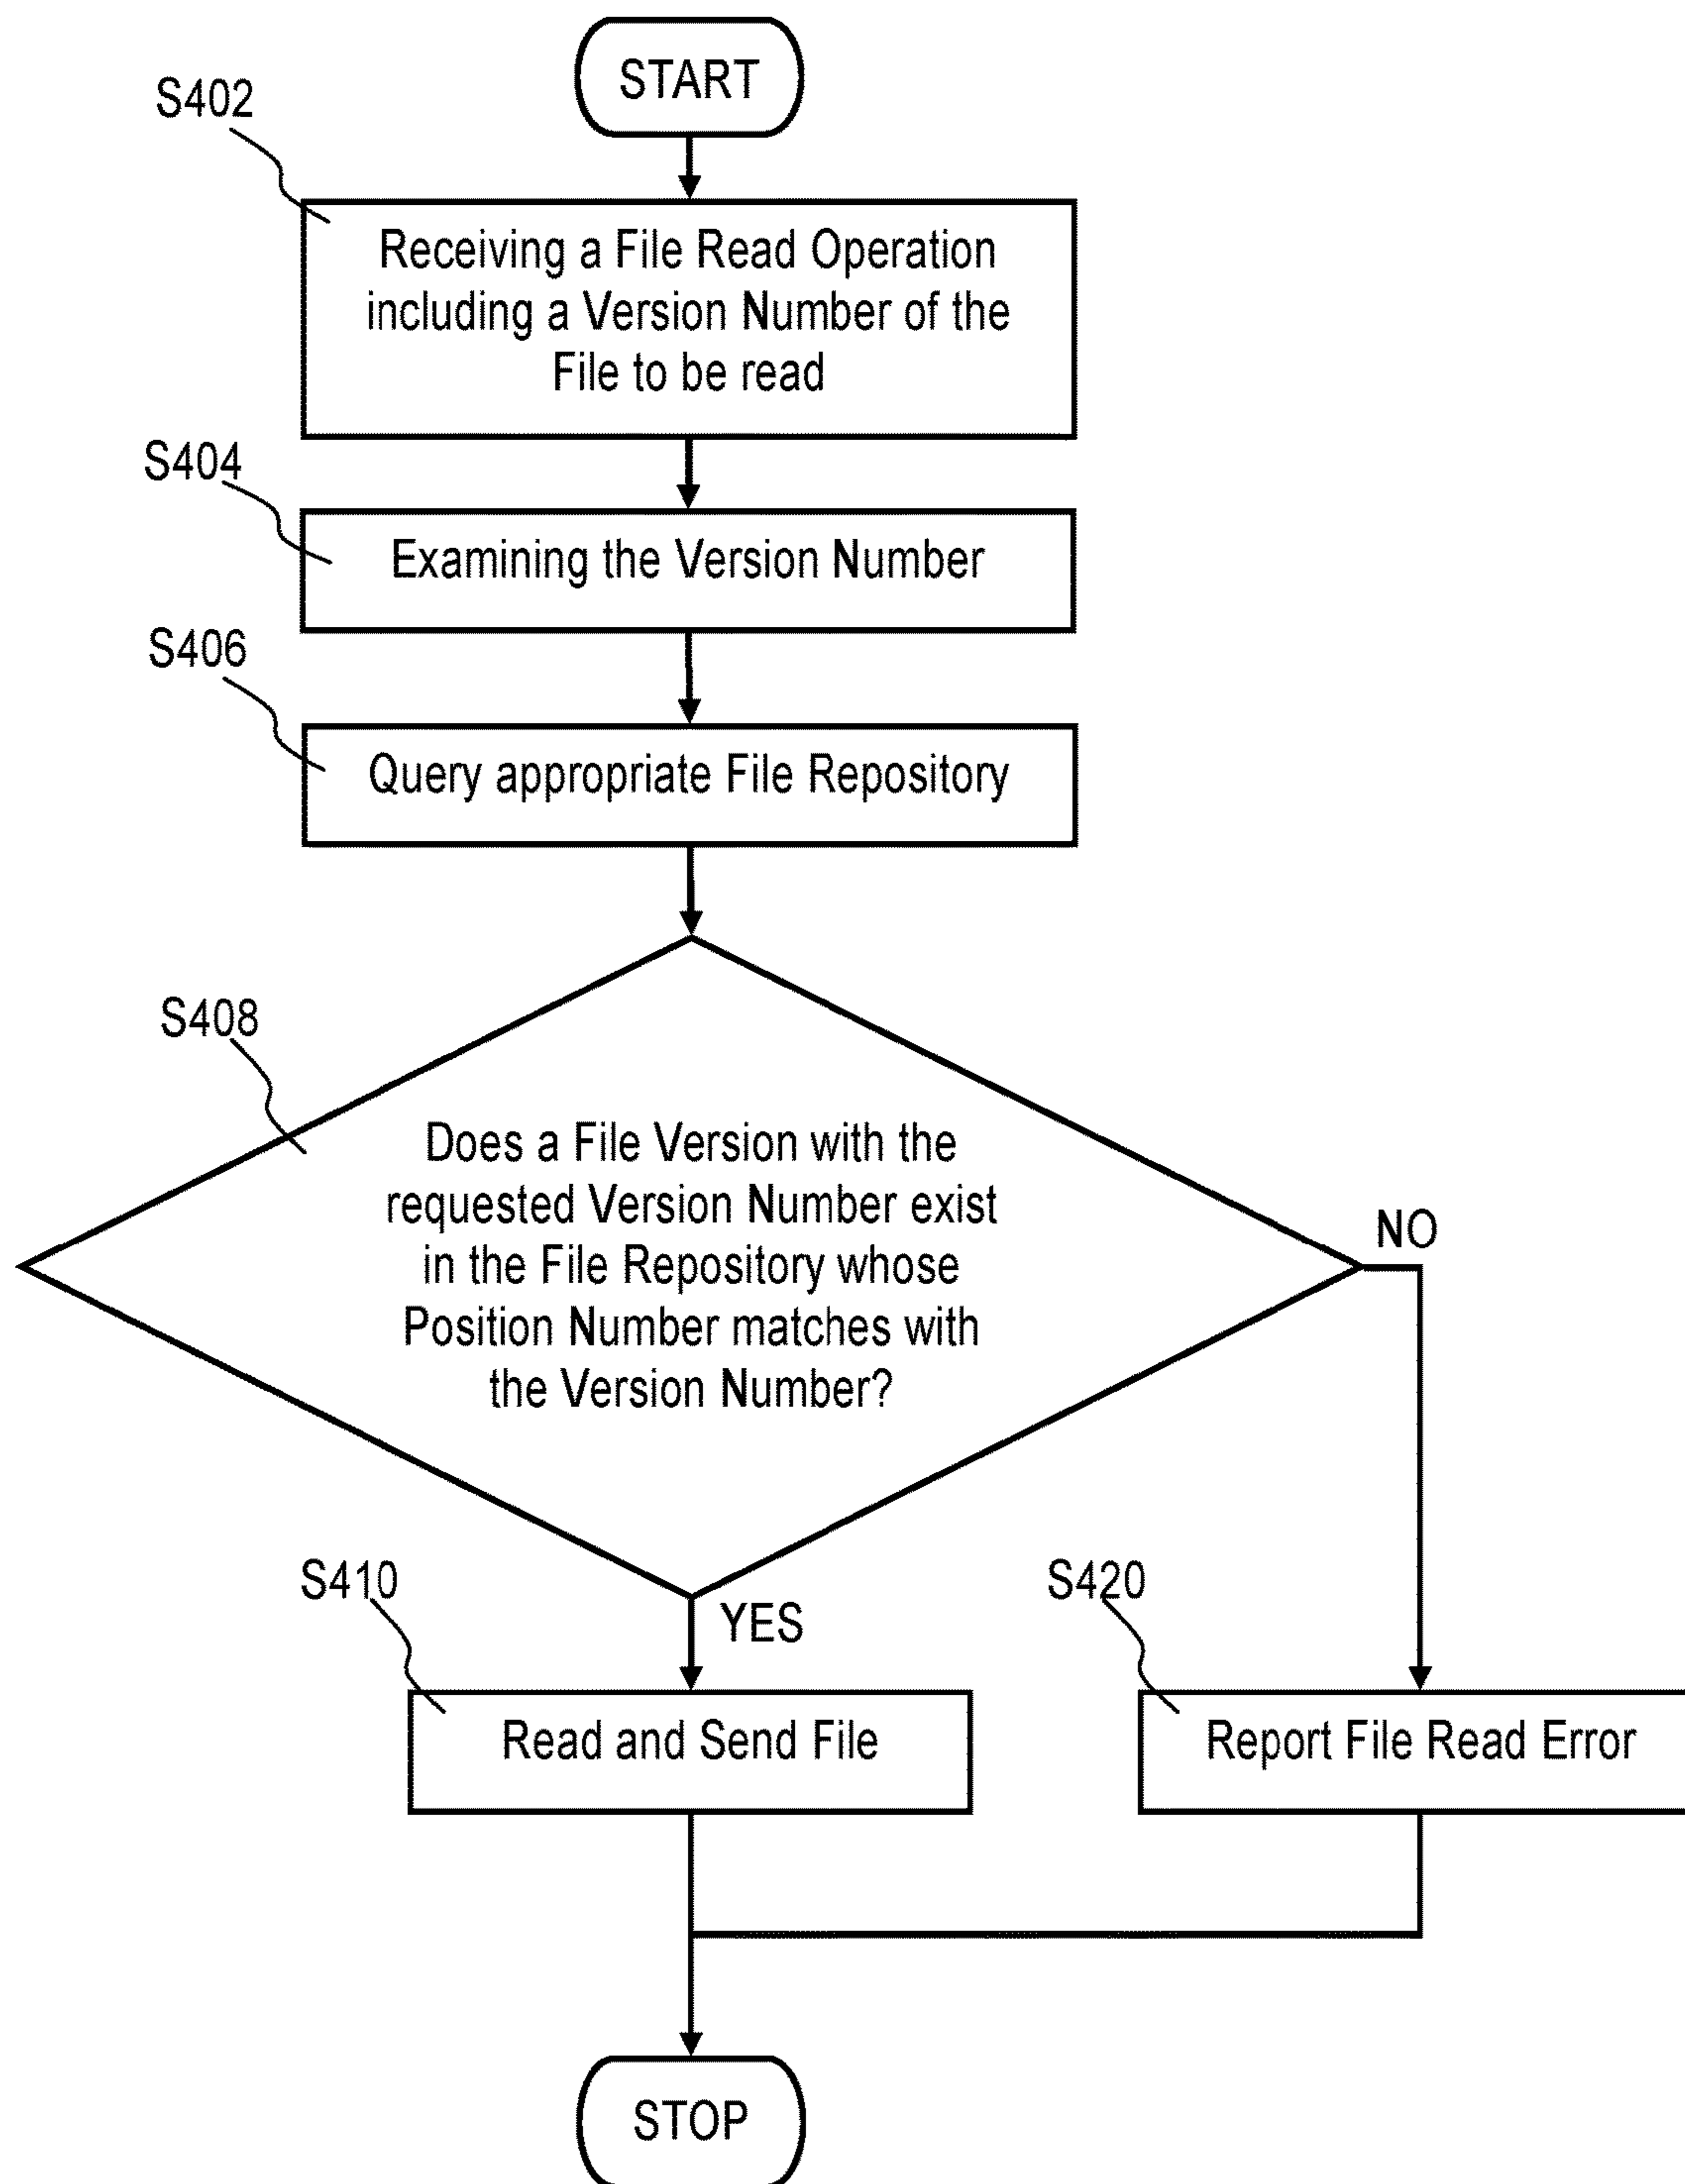 START
S402
Receiving a File Read Operation
including a Version Number of the
File to be read
S404
Examining the Version Number
S406
Query appropriate File Repository
S408
Does a File Version with the
requested Version Number exist
in the File Repository whose
Position Number matches with
the Version Number?
NO
YES
S410
Read and Send File
S420
Report File Read Error
STOP